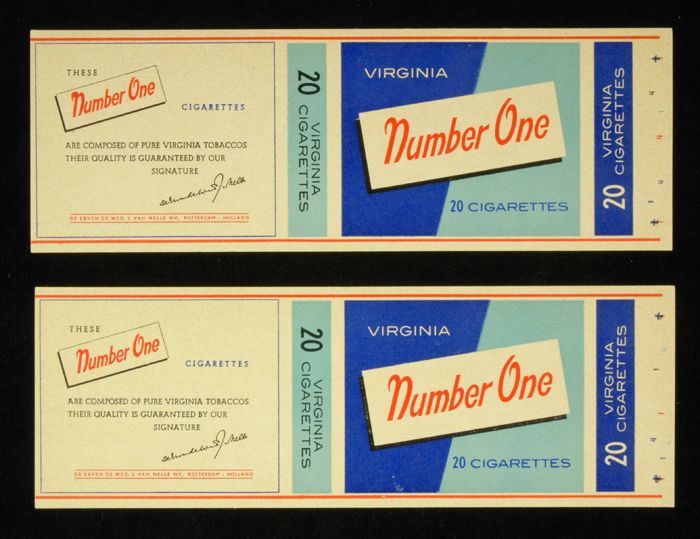 THESE
Number One
CIGARETTES
ARE COMPOSED OF PURE VIRGINIA TOBACCOS
THEIR QUALITY IS GUARANTEED BY OUR
SIGNATURE
DE ERVEN DE WED. J. VAN NELLE N.V., ROTTERDAM - HOLLAND
20 VIRGINIA
CIGARETTES
VIRGINIA
Number One
20 CIGARETTES
20 VIRGINIA
CIGARETTES
THESE
Number One
CIGARETTES
ARE COMPOSED OF PURE VIRGINIA TOBACCOS
THEIR QUALITY IS GUARANTEED BY OUR
SIGNATURE
DE ERVEN DE WED. J. VAN NELLE N.V., ROTTERDAM - HOLLAND
20 VIRGINIA
CIGARETTES
VIRGINIA
Number One
20 CIGARETTES
20 VIRGINIA
CIGARETTES